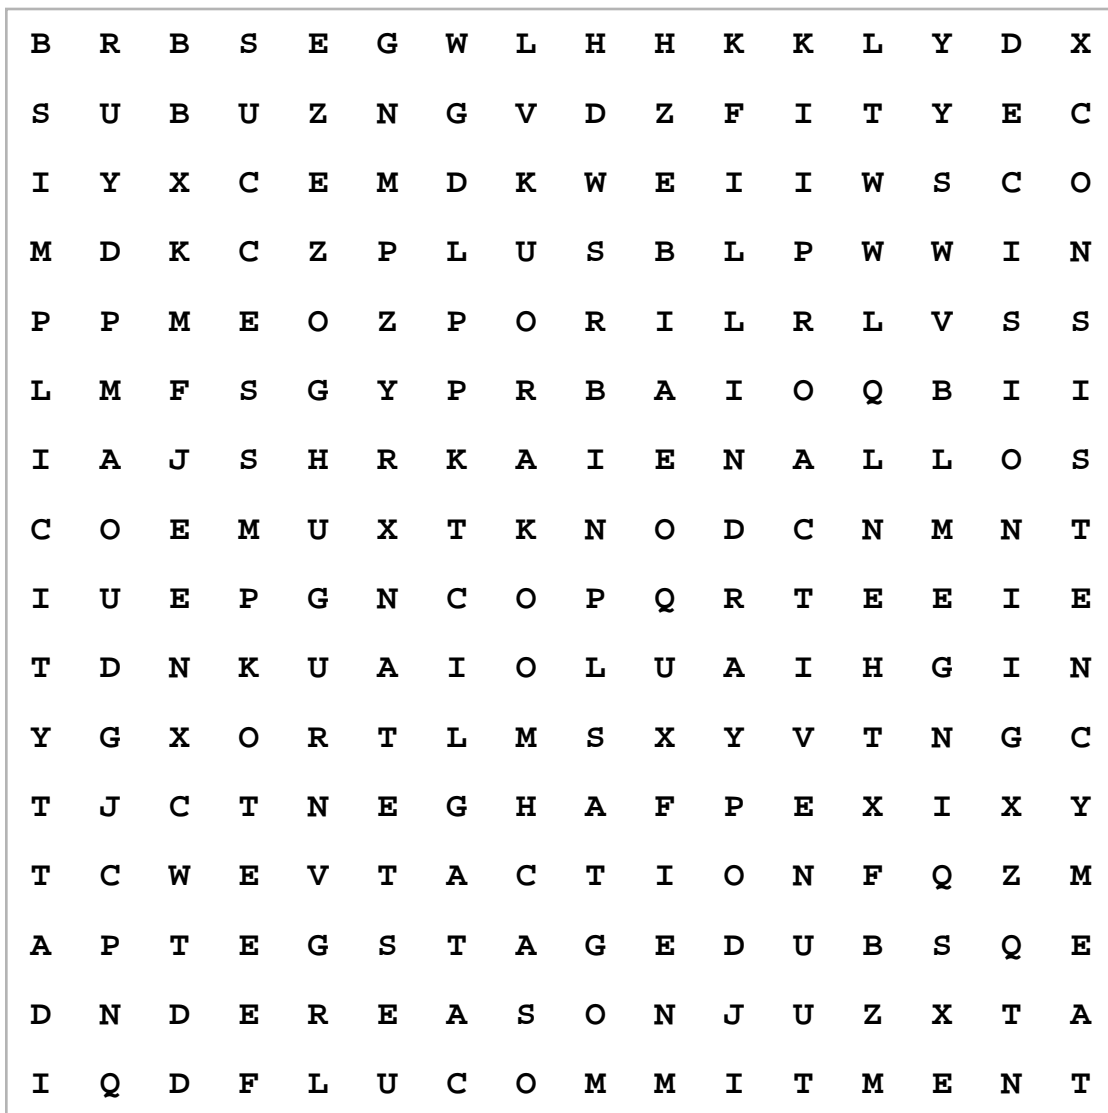 B R B S E G W L H H K K L Y D X
S U B U Z N G V D Z F I T Y E C
I Y X C E M D K W E I I W S C O
M D K C Z P L U S B L P W W I N
P P M E O Z P O R I L R L V S S
L M F S G Y P R B A I O Q B I I
I A J S H R K A I E N A L L O S
C O E M U X T K N O D C N M N T
I U E P G N C O P Q R T E E I E
T D N K U A I O L U A I H G I N
Y G X O R T L M S X Y V T N G C
T J C T N E G H A F P E X I X Y
T C W E V T A C T I O N F Q Z M
A P T E G S T A G E D U B S Q E
D N D E R E A S O N J U Z X T A
I Q D F L U C O M M I T M E N T